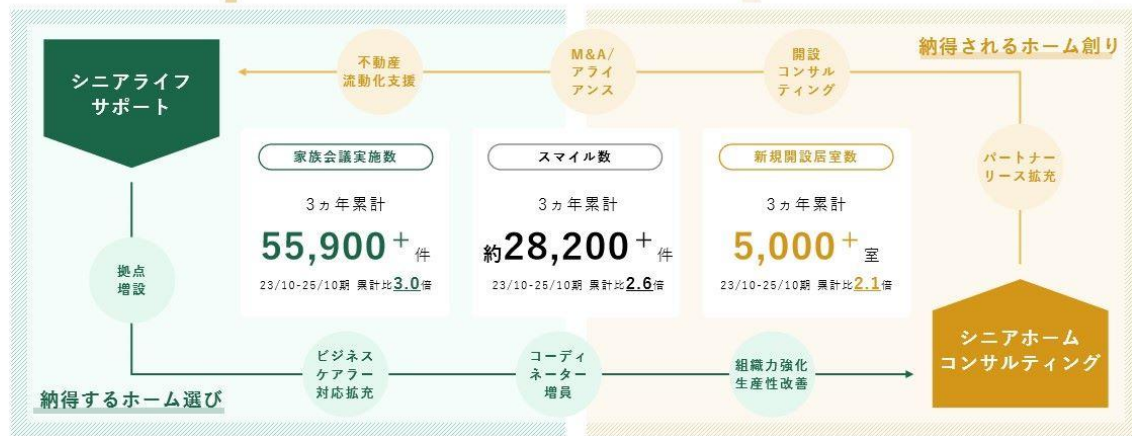 シニアライフ
サポート
不動産
流動化支援
M&A/
アライ
アンス
開設
コンサル
ティング
納得されるホーム創り
家族会議実施数
3ヵ年累計
55,900+件
23/10-25/10期 累計比3.0倍
スマイル数
3ヵ年累計
約28,200+件
23/10-25/10期 累計比2.6倍
新規開設居室数
3ヵ年累計
5,000+室
23/10-25/10期 累計比2.1倍
パートナー
リース拡充
拠点
増設
ビジネス
ケアラー
対応拡充
コーディ
ネーター
増員
組織力強化
生産性改善
シニアホーム
コンサルティング
納得するホーム選び